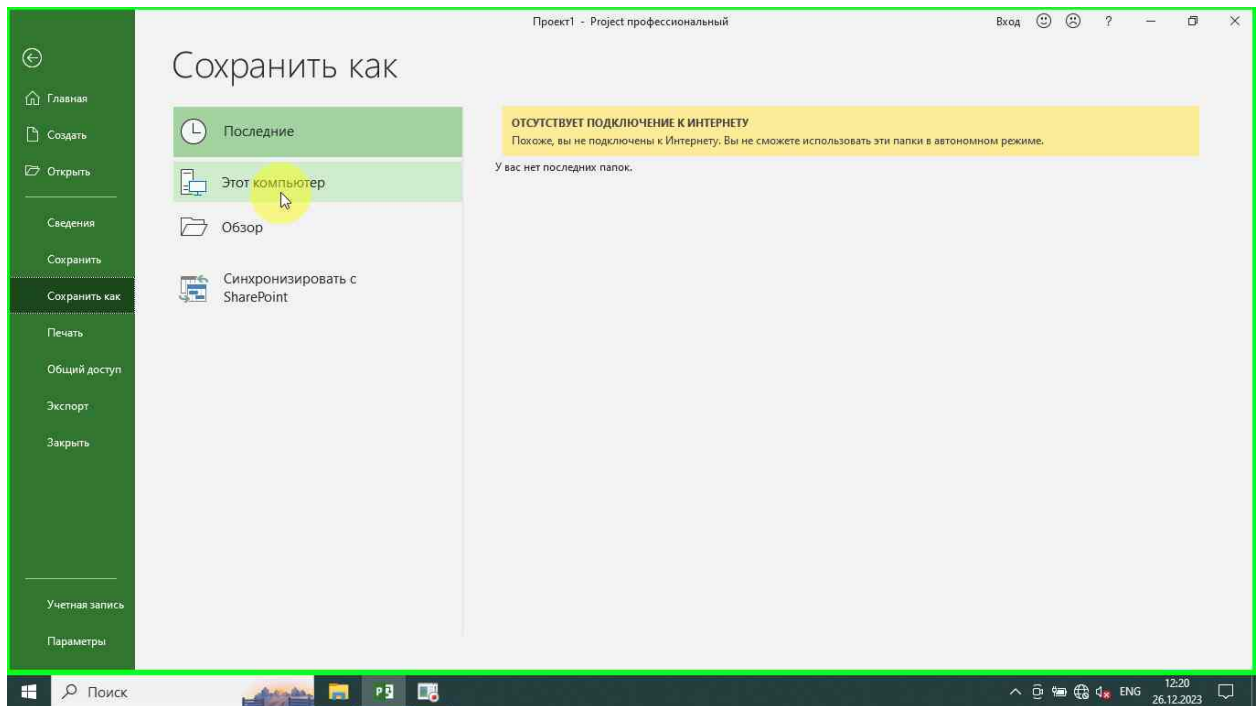 Проект1 - Project профессиональный
Вход
?
Сохранить как
Главная
Создать
Открыть
Сведения
Сохранить
Сохранить как
Печать
Общий доступ
Экспорт
Закрыть
Учетная запись
Параметры
Последние
Этот компьютер
Обзор
Синхронизировать с
SharePoint
ОТСУТСТВУЕТ ПОДКЛЮЧЕНИЕ К ИНТЕРНЕТУ
Похоже, вы не подключены к Интернету. Вы не сможете использовать эти папки в автономном режиме.
У вас нет последних папок.
Поиск
ENG
12:20
26.12.2023